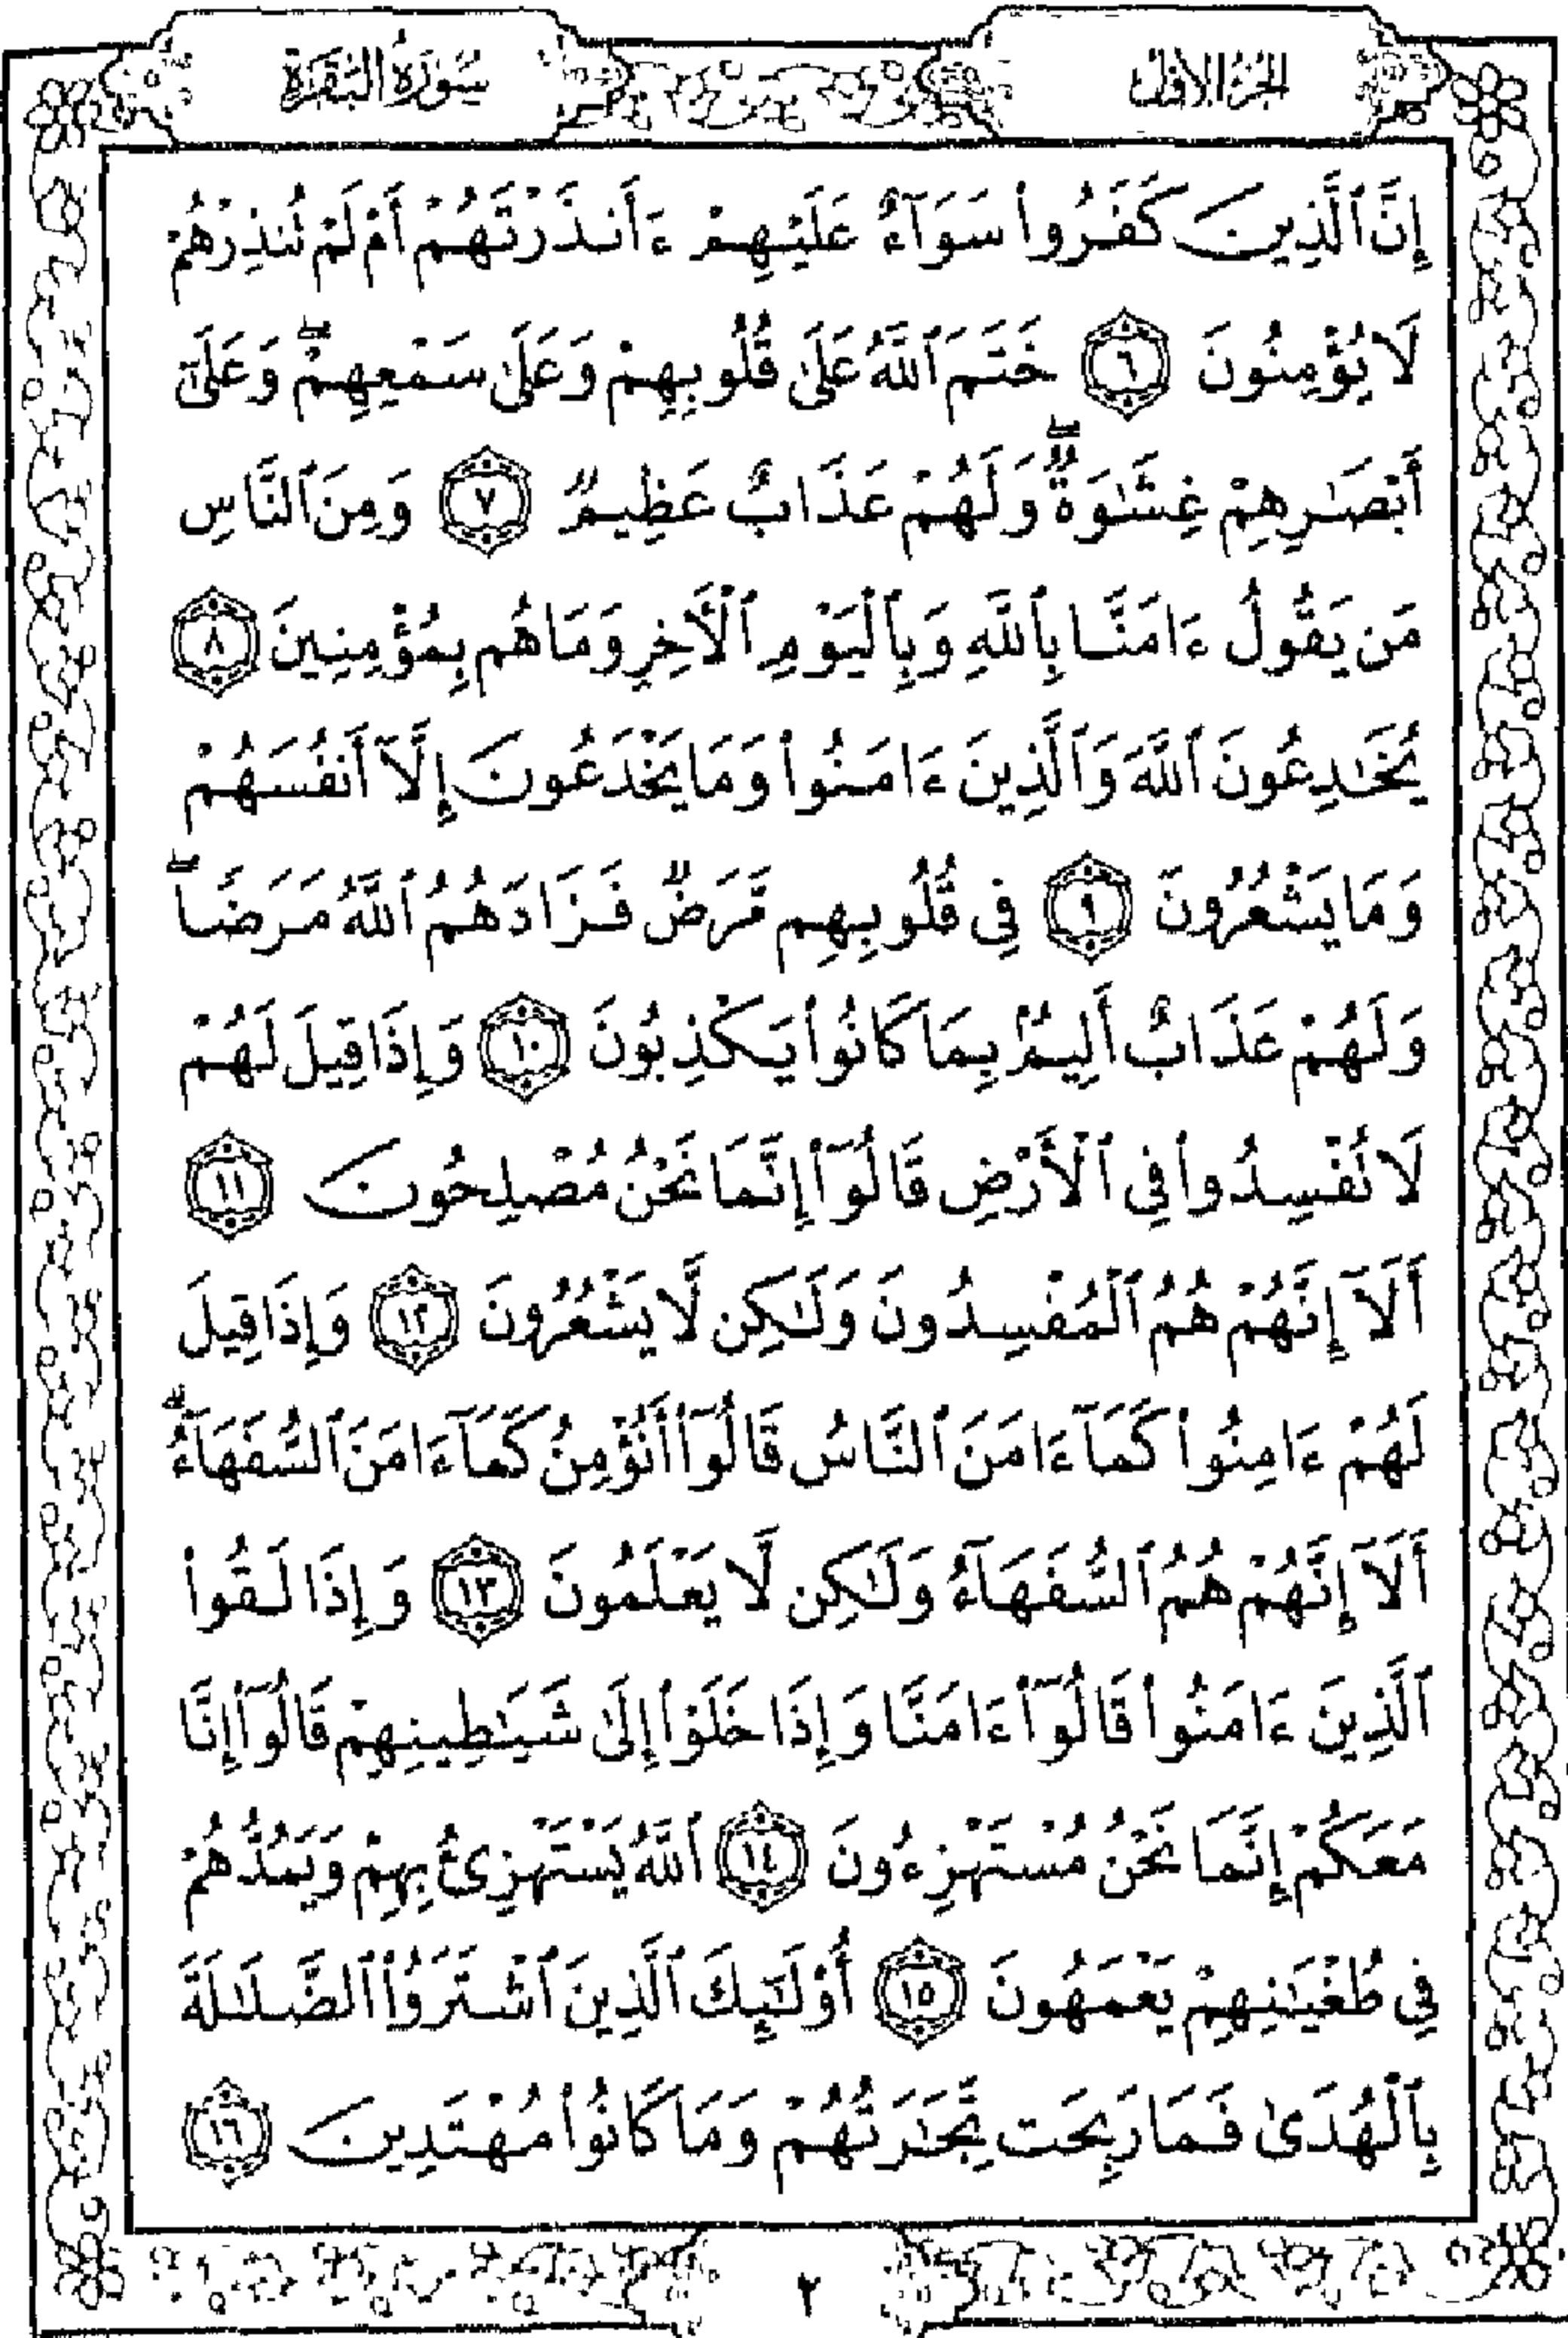 الجزء الأول
سورة البقرة
إِنَّ ٱلَّذِينَ كَفَرُوا۟ سَوَآءٌ عَلَيْهِمْ ءَأَنذَرْتَهُمْ أَمْ لَمْ تُنذِرْهُمْ
لَا يُؤْمِنُونَ ٦ خَتَمَ ٱللَّهُ عَلَىٰ قُلُوبِهِمْ وَعَلَىٰ سَمْعِهِمْ ۖ وَعَلَىٰٓ
أَبْصَـٰرِهِمْ غِشَـٰوَةٌ ۖ وَلَهُمْ عَذَابٌ عَظِيمٌ ٧ وَمِنَ ٱلنَّاسِ
مَن يَقُولُ ءَامَنَّا بِٱللَّهِ وَبِٱلْيَوْمِ ٱلْـَٔاخِرِ وَمَا هُم بِمُؤْمِنِينَ ٨
يُخَـٰدِعُونَ ٱللَّهَ وَٱلَّذِينَ ءَامَنُوا۟ وَمَا يَخْدَعُونَ إِلَّآ أَنفُسَهُمْ
وَمَا يَشْعُرُونَ ٩ فِى قُلُوبِهِم مَّرَضٌ فَزَادَهُمُ ٱللَّهُ مَرَضًا ۖ
وَلَهُمْ عَذَابٌ أَلِيمٌۢ بِمَا كَانُوا۟ يَكْذِبُونَ ١٠ وَإِذَا قِيلَ لَهُمْ
لَا تُفْسِدُوا۟ فِى ٱلْأَرْضِ قَالُوٓا۟ إِنَّمَا نَحْنُ مُصْلِحُونَ ١١
أَلَآ إِنَّهُمْ هُمُ ٱلْمُفْسِدُونَ وَلَـٰكِن لَّا يَشْعُرُونَ ١٢ وَإِذَا قِيلَ
لَهُمْ ءَامِنُوا۟ كَمَآ ءَامَنَ ٱلنَّاسُ قَالُوٓا۟ أَنُؤْمِنُ كَمَآ ءَامَنَ ٱلسُّفَهَآءُ ۗ
أَلَآ إِنَّهُمْ هُمُ ٱلسُّفَهَآءُ وَلَـٰكِن لَّا يَعْلَمُونَ ١٣ وَإِذَا لَقُوا۟
ٱلَّذِينَ ءَامَنُوا۟ قَالُوٓا۟ ءَامَنَّا وَإِذَا خَلَوْا۟ إِلَىٰ شَيَـٰطِينِهِمْ قَالُوٓا۟ إِنَّا
مَعَكُمْ إِنَّمَا نَحْنُ مُسْتَهْزِءُونَ ١٤ ٱللَّهُ يَسْتَهْزِئُ بِهِمْ وَيَمُدُّهُمْ
فِى طُغْيَـٰنِهِمْ يَعْمَهُونَ ١٥ أُو۟لَـٰٓئِكَ ٱلَّذِينَ ٱشْتَرَوُا۟ ٱلضَّلَـٰلَةَ
بِٱلْهُدَىٰ فَمَا رَبِحَت تِّجَـٰرَتُهُمْ وَمَا كَانُوا۟ مُهْتَدِينَ ١٦
٢